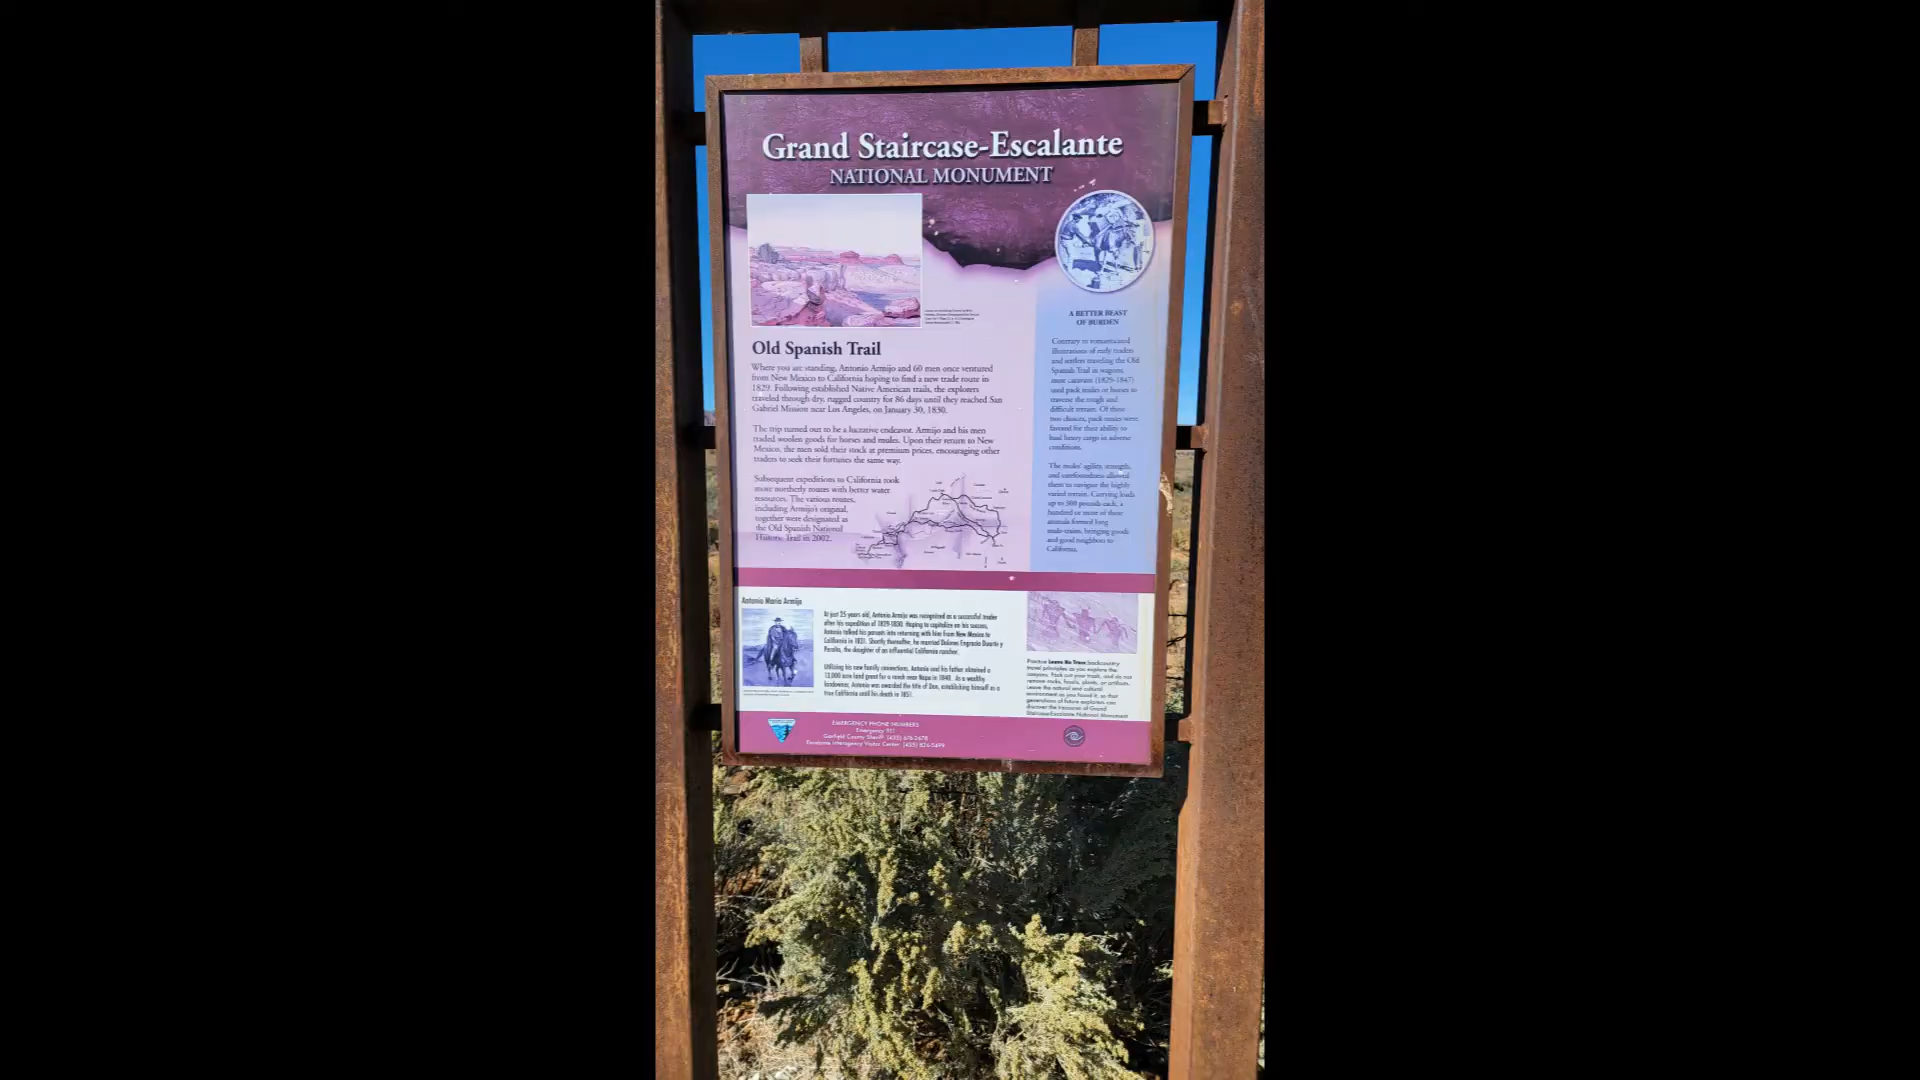 Grand Staircase-Escalante
NATIONAL MONUMENT
Old Spanish Trail
Where you are standing, Antonio Armijo and 60 men once ventured
from New Mexico to California hoping to find a new trade route in
1829. Following established Native American trails, the explorers
traveled through dry, rugged country for 86 days until they reached San
Gabriel Mission near Los Angeles, on January 30, 1830.
The trip turned out to be a lucrative endeavor. Armijo and his men
traded woolen goods for horses and mules. Upon their return to New
Mexico, the men sold their stock at premium prices, encouraging other
traders to seek their fortunes the same way.
Subsequent expeditions to California took
more northerly routes with better water
resources. The various routes,
including Armijo's original,
together were designated as
the Old Spanish National
Historic Trail in 2002.
A BETTER BEAST
OF BURDEN
Contrary to romanticized
illustrations of early traders
and settlers traveling the Old
Spanish Trail in wagons,
most caravans (1829-1847)
used pack mules or horses to
traverse the rough and
difficult terrain. Of these
two choices, pack mules were
favored for their ability to
haul heavy cargo in adverse
conditions.
The mules' agility, strength,
and surefootedness allowed
them to navigate the highly
varied terrain. Carrying loads
up to 300 pounds each, a
hundred or more of these
animals formed long
mule-trains, bringing goods
and good neighbors to
California.
Antonio Maria Armijo
At just 25 years old, Antonio Armijo was recognized as a successful trader
after his expedition of 1829-1830. Hoping to capitalize on his success,
Antonio talked his parents into returning with him from New Mexico to
California in 1831. Shortly thereafter, he married Dolores Engracia Duarte y
Peralta, the daughter of an influential California rancher.
Utilizing his new family connections, Antonio and his father obtained a
13,000 acre land grant for a ranch near Napa in 1840. As a wealthy
landowner, Antonio was awarded the title of Don, establishing himself as a
true California until his death in 1851.
Practice Leave No Trace backcountry
travel principles as you explore the
canyons. Pack out your trash, and do not
remove rocks, fossils, plants, or artifacts.
Leave the natural and cultural
environment as you found it, so that
generations of future explorers can
discover the treasures of Grand
Staircase-Escalante National Monument
EMERGENCY PHONE NUMBERS
Emergency: 911
Garfield County Sheriff: (435) 676-2678
Escalante Interagency Visitor Center: (435) 826-5499